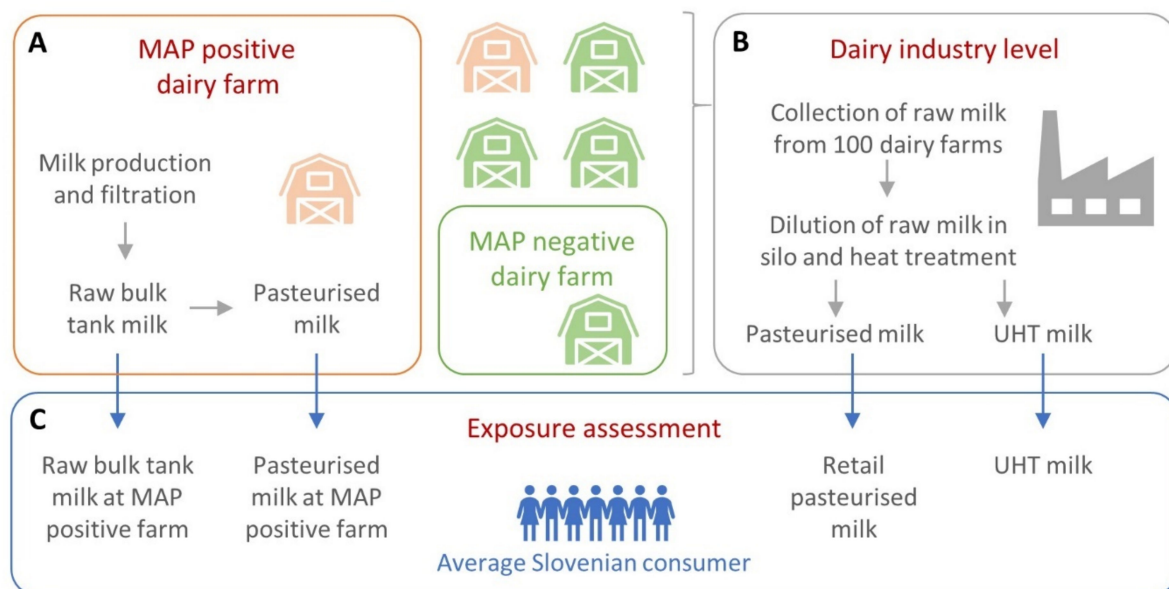 A
MAP positive
dairy farm
Milk production
and filtration
Raw bulk
tank milk
Pasteurised
milk
MAP negative
dairy farm
B
Dairy industry level
Collection of raw milk
from 100 dairy farms
Dilution of raw milk in
silo and heat treatment
Pasteurised milk
UHT milk
C
Exposure assessment
Raw bulk tank
milk at MAP
positive farm
Pasteurised
milk at MAP
positive farm
Average Slovenian consumer
Retail
pasteurised
milk
UHT milk